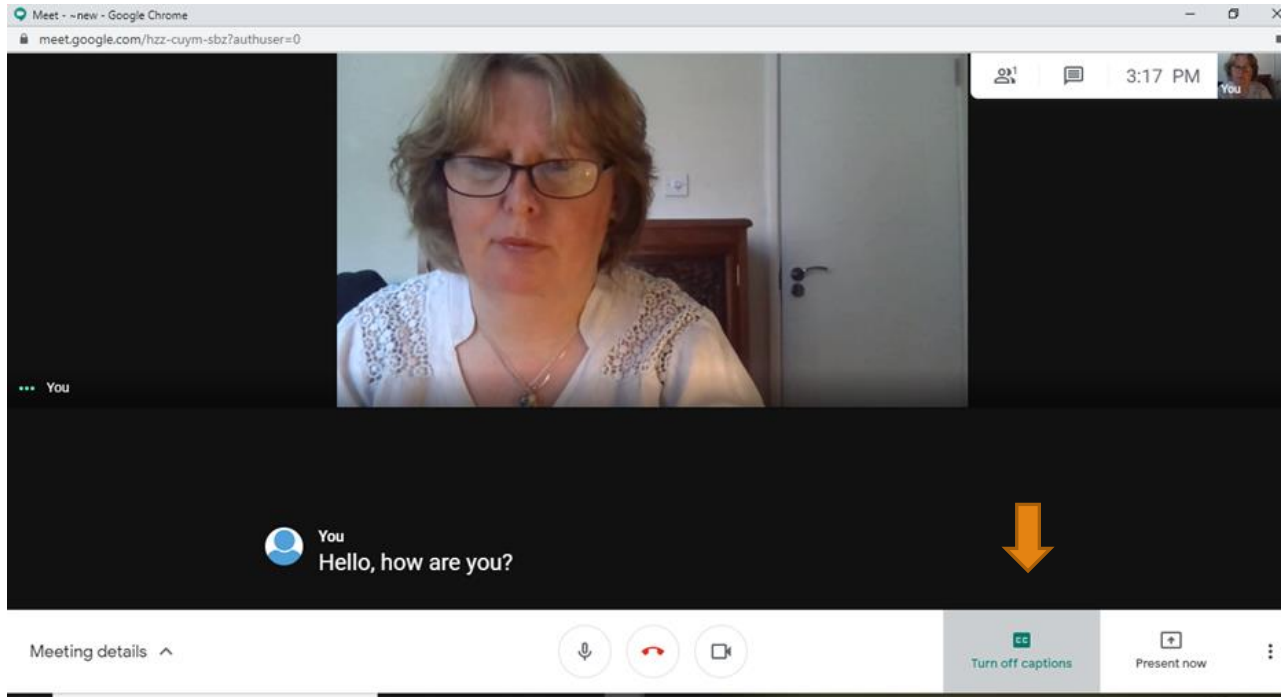 Meet - ~new - Google Chrome
meet.google.com/hzz-cuym-sbz?authuser=0
1
3:17 PM
You
You
You
Hello, how are you?
Meeting details
CC
Turn off captions
Present now